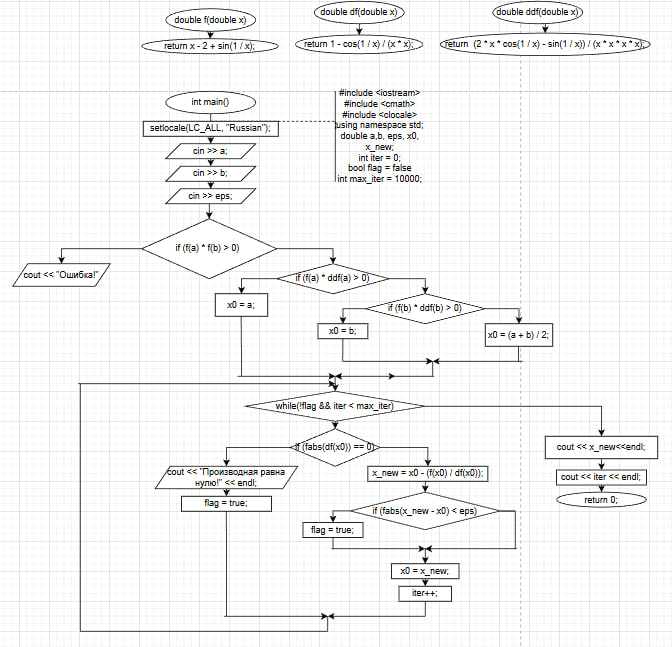 double f(double x)
return x - 2 + sin(1 / x);
double df(double x)
return 1 - cos(1 / x) / (x * x);
double ddf(double x)
return (2 * x * cos(1 / x) - sin(1 / x)) / (x * x * x * x);
int main()
setlocale(LC_ALL, "Russian");
#include <iostream>
#include <cmath>
#include <clocale>
using namespace std;
double a,b, eps, x0,
x_new;
int iter = 0;
bool flag = false
int max_iter = 10000;
cin >> a;
cin >> b;
cin >> eps;
if (f(a) * f(b) > 0)
cout << "Ошибка!"
if (f(a) * ddf(a) > 0)
x0 = a;
if (f(b) * ddf(b) > 0)
x0 = b;
x0 = (a + b) / 2;
while(!flag && iter < max_iter)
if (fabs(df(x0)) == 0)
cout << "Производная равна
нулю!" << endl;
flag = true;
x_new = x0 - (f(x0) / df(x0));
if (fabs(x_new - x0) < eps)
flag = true;
x0 = x_new;
iter++;
cout << x_new<<endl;
cout << iter << endl;
return 0;